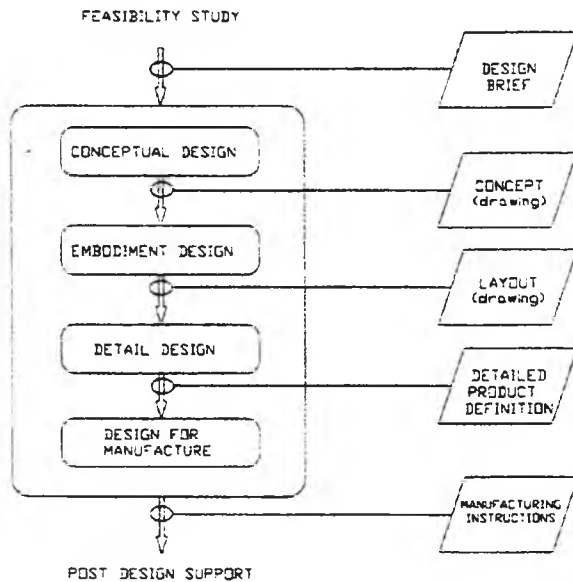 FEASIBILITY STUDY
DESIGN
BRIEF
CONCEPTUAL DESIGN
CONCEPT
(drawing)
EMBODIMENT DESIGN
LAYOUT
(drawing)
DETAIL DESIGN
DETAILED
PRODUCT
DEFINITION
DESIGN FOR
MANUFACTURE
MANUFACTURING
INSTRUCTIONS
POST DESIGN SUPPORT